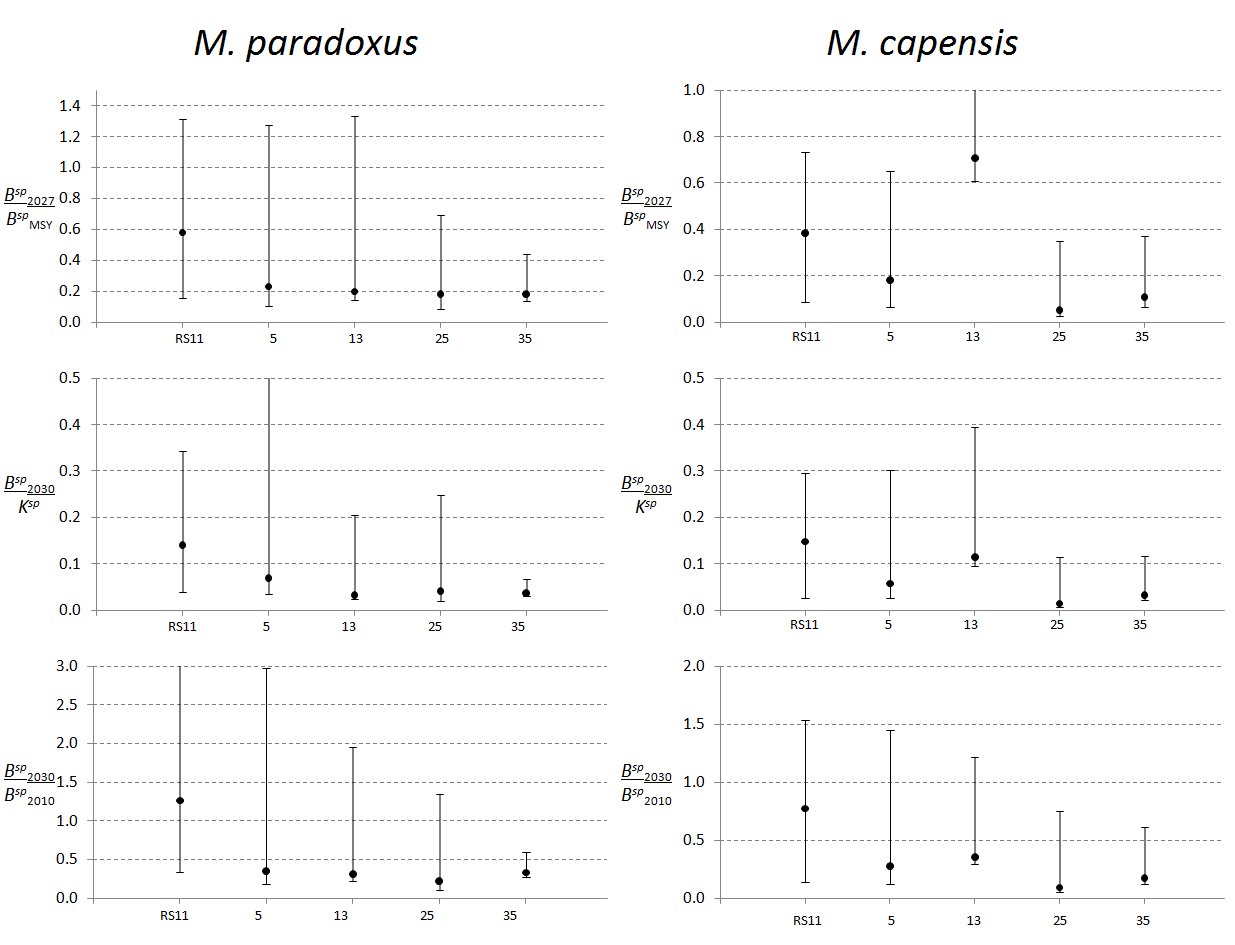 M. paradoxus
M. capensis
1.4
1.2
1.0
0.8
0.6
0.4
0.2
0.0
Bsp2027
BspMSY
RS11 5 13 25 35
1.0
0.8
0.6
0.4
0.2
0.0
Bsp2027
BspMSY
RS11 5 13 25 35
0.5
0.4
0.3
0.2
0.1
0.0
Bsp2030
Ksp
RS11 5 13 25 35
0.5
0.4
0.3
0.2
0.1
0.0
Bsp2030
Ksp
RS11 5 13 25 35
3.0
2.5
2.0
1.5
1.0
0.5
0.0
Bsp2030
Bsp2010
RS11 5 13 25 35
2.0
1.5
1.0
0.5
0.0
Bsp2030
Bsp2010
RS11 5 13 25 35